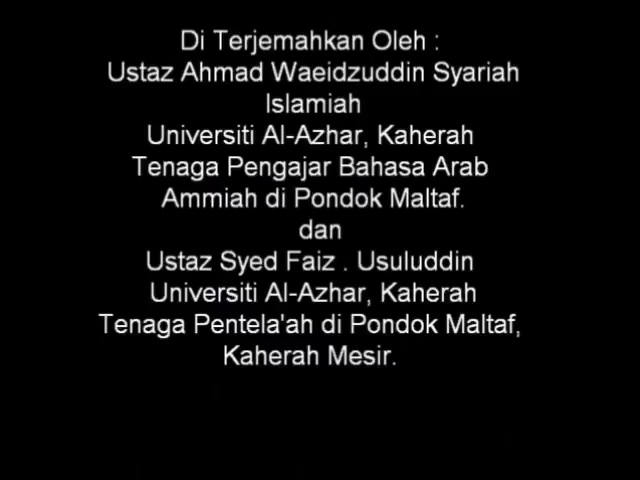 Di Terjemahkan Oleh :
Ustaz Ahmad Waeidzuddin Syariah
Islamiah
Universiti Al-Azhar, Kaherah
Tenaga Pengajar Bahasa Arab
Ammiah di Pondok Maltaf.
dan
Ustaz Syed Faiz . Usuluddin
Universiti Al-Azhar, Kaherah
Tenaga Pentela'ah di Pondok Maltaf,
Kaherah Mesir.